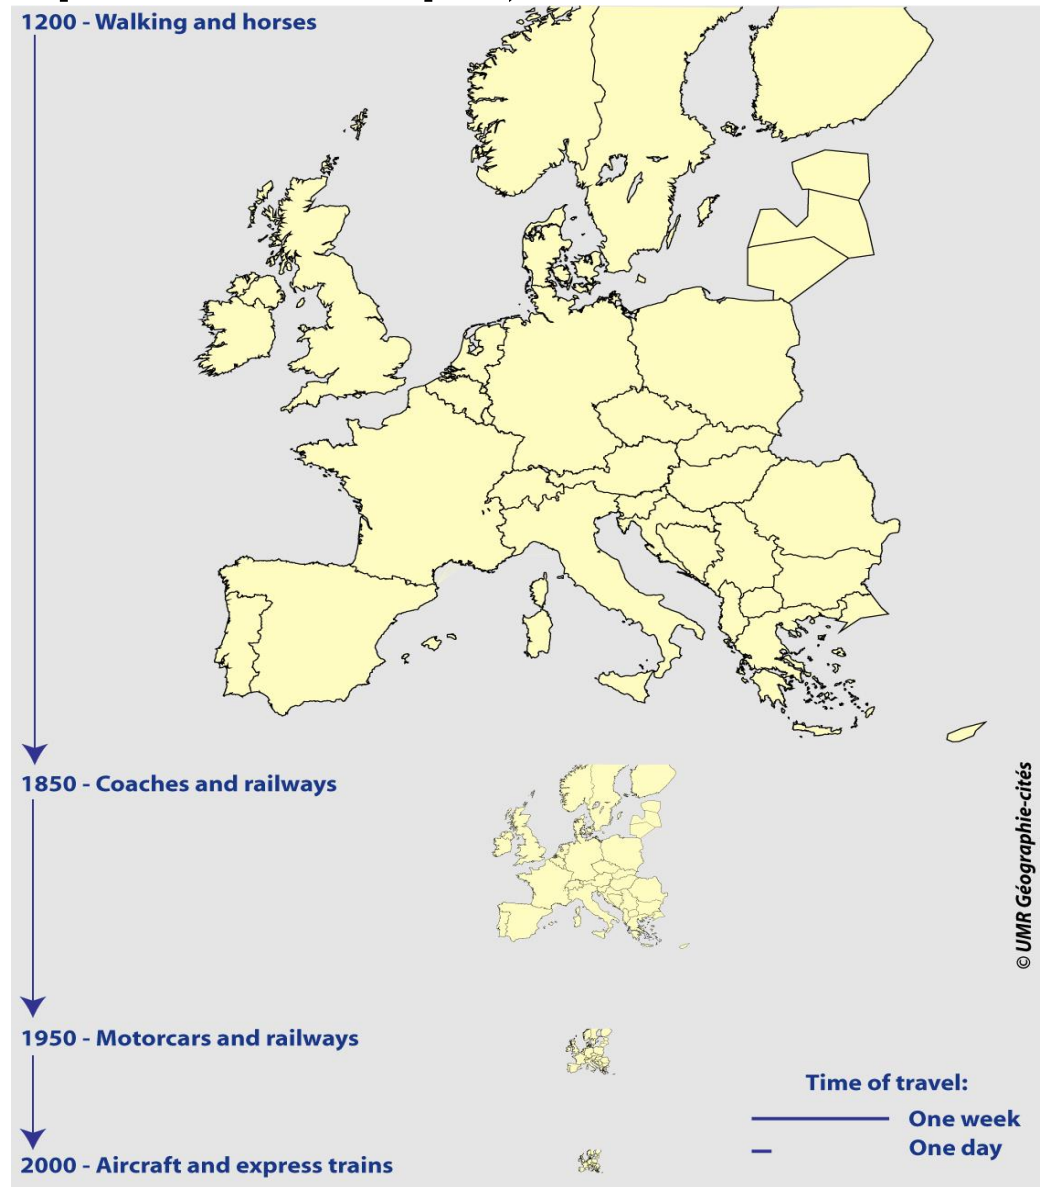 1200 - Walking and horses
1850 - Coaches and railways
© UMR Géographie-cités
1950 - Motorcars and railways
Time of travel:
One week
One day
2000 - Aircraft and express trains